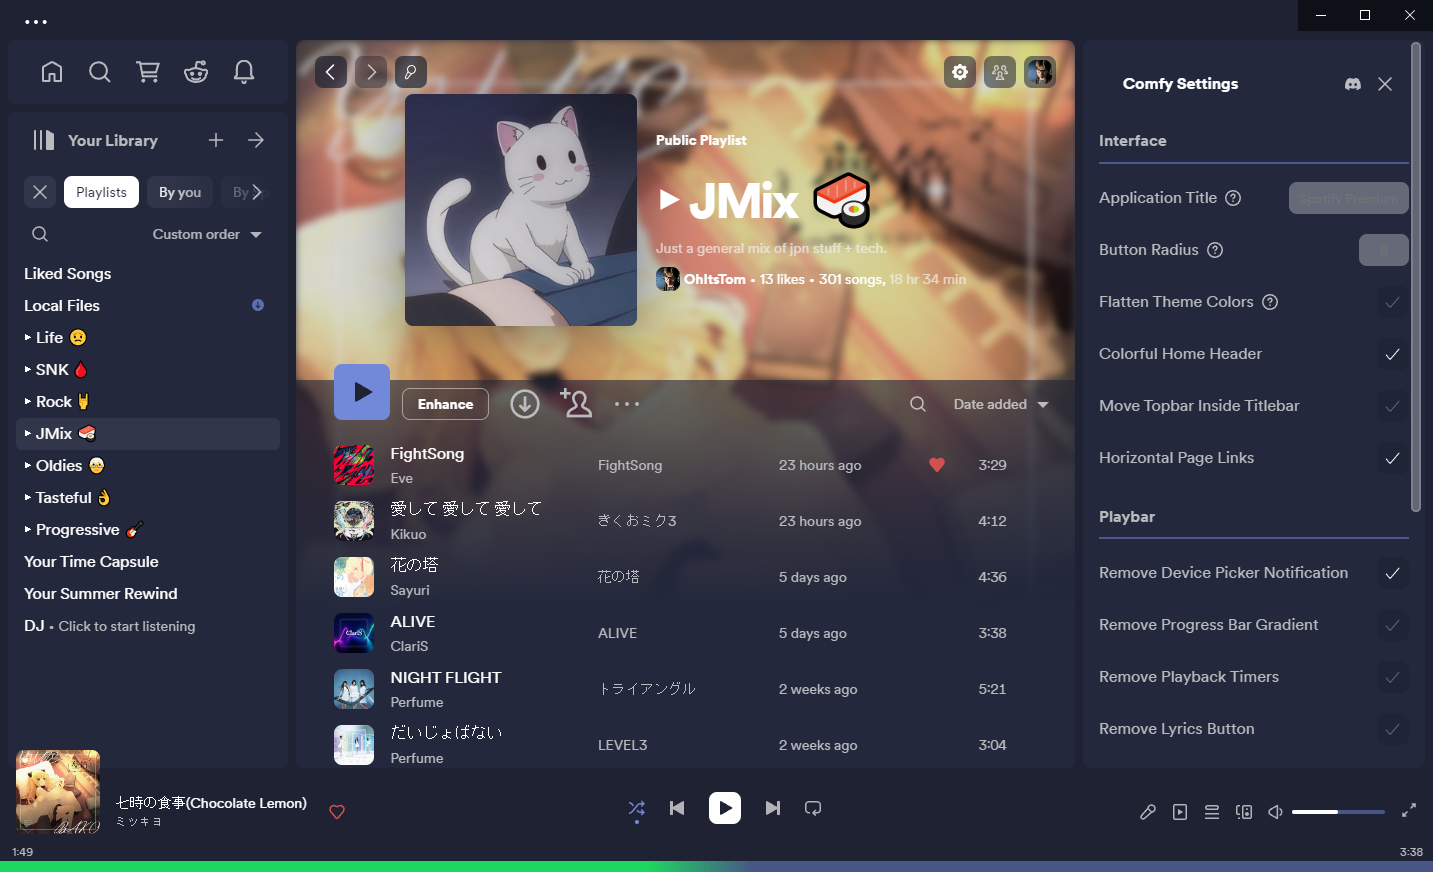 Your Library
Playlists
By you
By
Custom order
Liked Songs
Local Files
Life
SNK
Rock
JMix
Oldies
Tasteful
Progressive
Your Time Capsule
Your Summer Rewind
DJ • Click to start listening
Public Playlist
JMix
Just a general mix of jpn stuff + tech.
OhItsTom • 13 likes • 301 songs, 18 hr 34 min
Enhance
Date added
FightSong
Eve
FightSong
23 hours ago
3:29
愛して 愛して 愛して
Kikuo
きくおミク3
23 hours ago
4:12
花の塔
Sayuri
花の塔
5 days ago
4:36
ALIVE
ClariS
ALIVE
5 days ago
3:38
NIGHT FLIGHT
Perfume
トライアングル
2 weeks ago
5:21
だいじょばない
Perfume
LEVEL3
2 weeks ago
3:04
Comfy Settings
Interface
Application Title
Spotify Premium
Button Radius
8
Flatten Theme Colors
Colorful Home Header
Move Topbar Inside Titlebar
Horizontal Page Links
Playbar
Remove Device Picker Notification
Remove Progress Bar Gradient
Remove Playback Timers
Remove Lyrics Button
七時の食事(Chocolate Lemon)
ミツキヨ
1:49
3:38